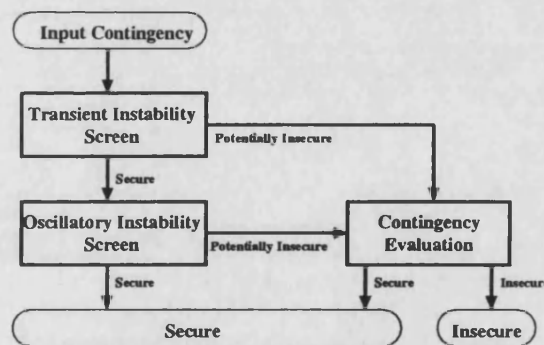 Input Contingency
Transient Instability
Screen
Potentially Insecure
Secure
Oscillatory Instability
Screen
Potentially Insecure
Contingency
Evaluation
Secure
Secure
Insecure
Secure
Insecure